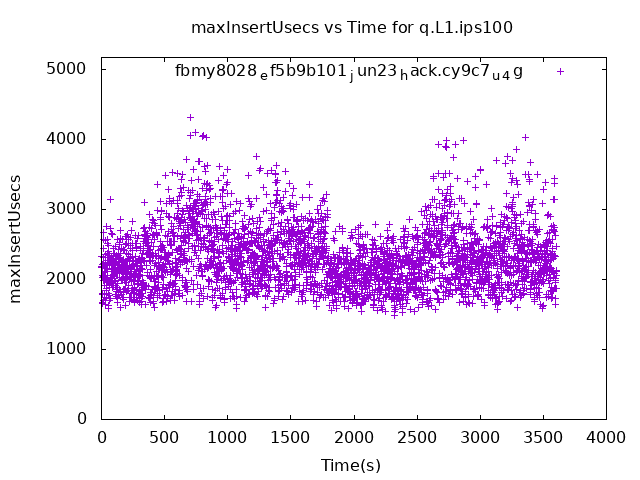 maxInsertUsecs vs Time for q.L1.ips100
fbmy8028ef5b9b101jun23hack.cy9c7u4g
maxInsertUsecs
5000
4000
3000
2000
1000
0
0 500 1000 1500 2000 2500 3000 3500 4000
Time(s)